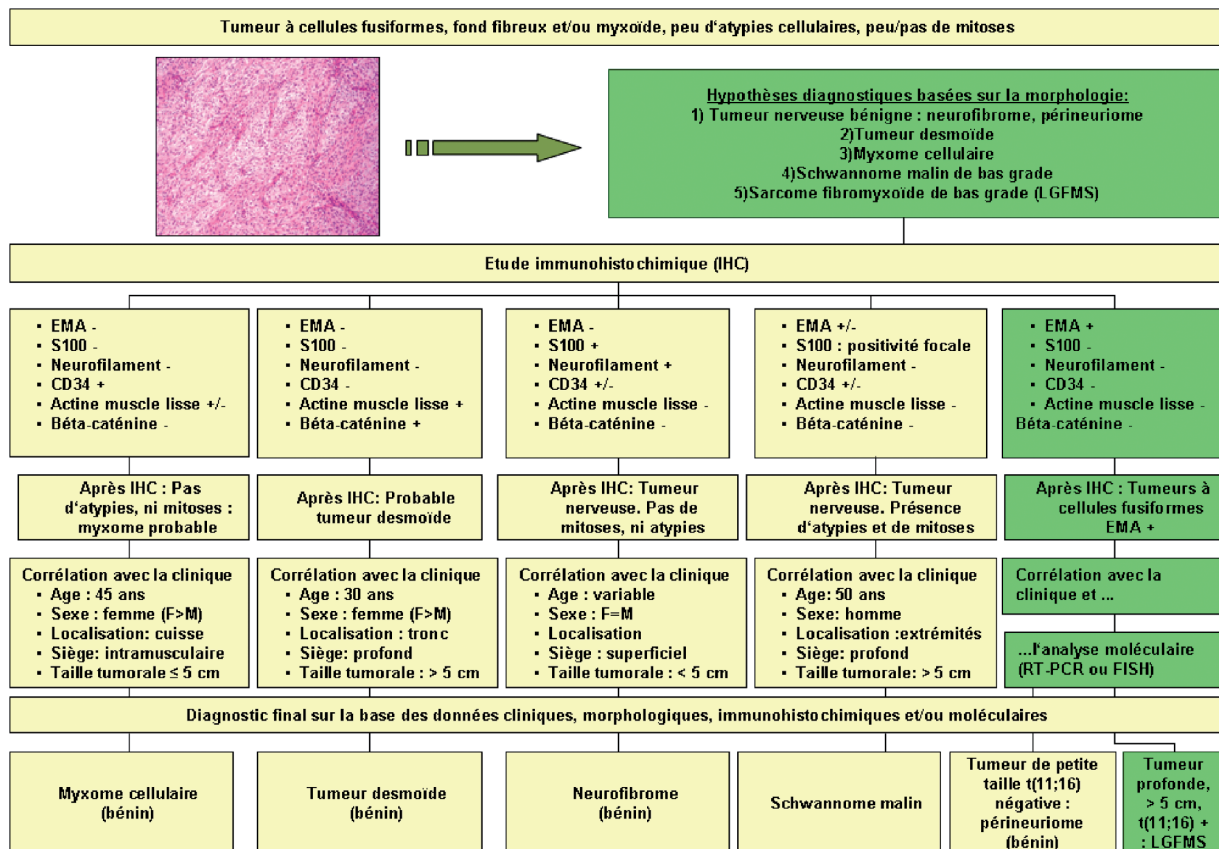 Tumeur à cellules fusiformes, fond fibreux et/ou myxoïde, peu d'atypies cellulaires, peu/pas de mitoses
Hypothèses diagnostiques basées sur la morphologie:
1) Tumeur nerveuse bénigne : neurofibrome, périneuriome
2)Tumeur desmoïde
3)Myxome cellulaire
4)Schwannome malin de bas grade
5)Sarcome fibromyxoïde de bas grade (LGFMS)
Etude immunohistochimique (IHC)
▪ EMA -
▪ S100 -
▪ Neurofilament -
▪ CD34 +
▪ Actine muscle lisse +/-
▪ Béta-caténine -
▪ EMA -
▪ S100 -
▪ Neurofilament -
▪ CD34 -
▪ Actine muscle lisse +
▪ Béta-caténine +
▪ EMA -
▪ S100 +
▪ Neurofilament +
▪ CD34 +/-
▪ Actine muscle lisse -
▪ Béta-caténine -
▪ EMA +/-
▪ S100 : positivité focale
▪ Neurofilament -
▪ CD34 +/-
▪ Actine muscle lisse -
▪ Béta-caténine -
▪ EMA +
▪ S100 -
▪ Neurofilament -
▪ CD34 -
▪ Actine muscle lisse -
Béta-caténine -
Après IHC : Pas
d'atypies, ni mitoses :
myxome probable
Après IHC: Probable
tumeur desmoïde
Après IHC: Tumeur
nerveuse. Pas de
mitoses, ni atypies
Après IHC: Tumeur
nerveuse. Présence
d'atypies et de mitoses
Après IHC : Tumeurs à
cellules fusiformes
EMA +
Corrélation avec la clinique
▪ Age : 45 ans
▪ Sexe : femme (F>M)
▪ Localisation: cuisse
▪ Siège: intramusculaire
▪ Taille tumorale ≤ 5 cm
Corrélation avec la clinique
▪ Age : 30 ans
▪ Sexe : femme (F>M)
▪ Localisation : tronc
▪ Siège: profond
▪ Taille tumorale : > 5 cm
Corrélation avec la clinique
▪ Age : variable
▪ Sexe : F=M
▪ Localisation
▪ Siège : superficiel
▪ Taille tumorale : < 5 cm
Corrélation avec la clinique
▪ Age: 50 ans
▪ Sexe: homme
▪ Localisation :extrémités
▪ Siège: profond
▪ Taille tumorale: > 5 cm
Corrélation avec la
clinique et ...
...l'analyse moléculaire
(RT-PCR ou FISH)
Diagnostic final sur la base des données cliniques, morphologiques, immunohistochimiques et/ou moléculaires
Myxome cellulaire
(bénin)
Tumeur desmoïde
(bénin)
Neurofibrome
(bénin)
Schwannome malin
Tumeur de petite
taille t(11;16)
négative :
périneuriome
(bénin)
Tumeur
profonde,
> 5 cm,
t(11;16) +
: LGFMS